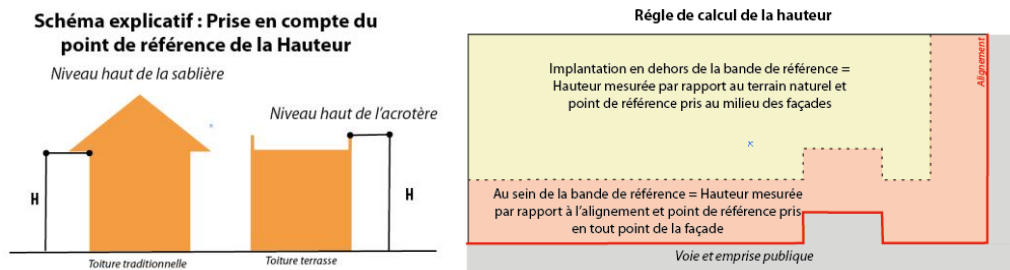 Schéma explicatif : Prise en compte du
point de référence de la Hauteur
Niveau haut de la sablière
Niveau haut de l'acrotère
H
H
Toiture traditionnelle
Toiture terrasse
Régle de calcul de la hauteur
Alignement
Implantation en dehors de la bande de référence =
Hauteur mesurée par rapport au terrain naturel et
point de référence pris au milieu des façades
Au sein de la bande de référence = Hauteur mesurée
par rapport à l'alignement et point de référence pris
en tout point de la façade
Voie et emprise publique